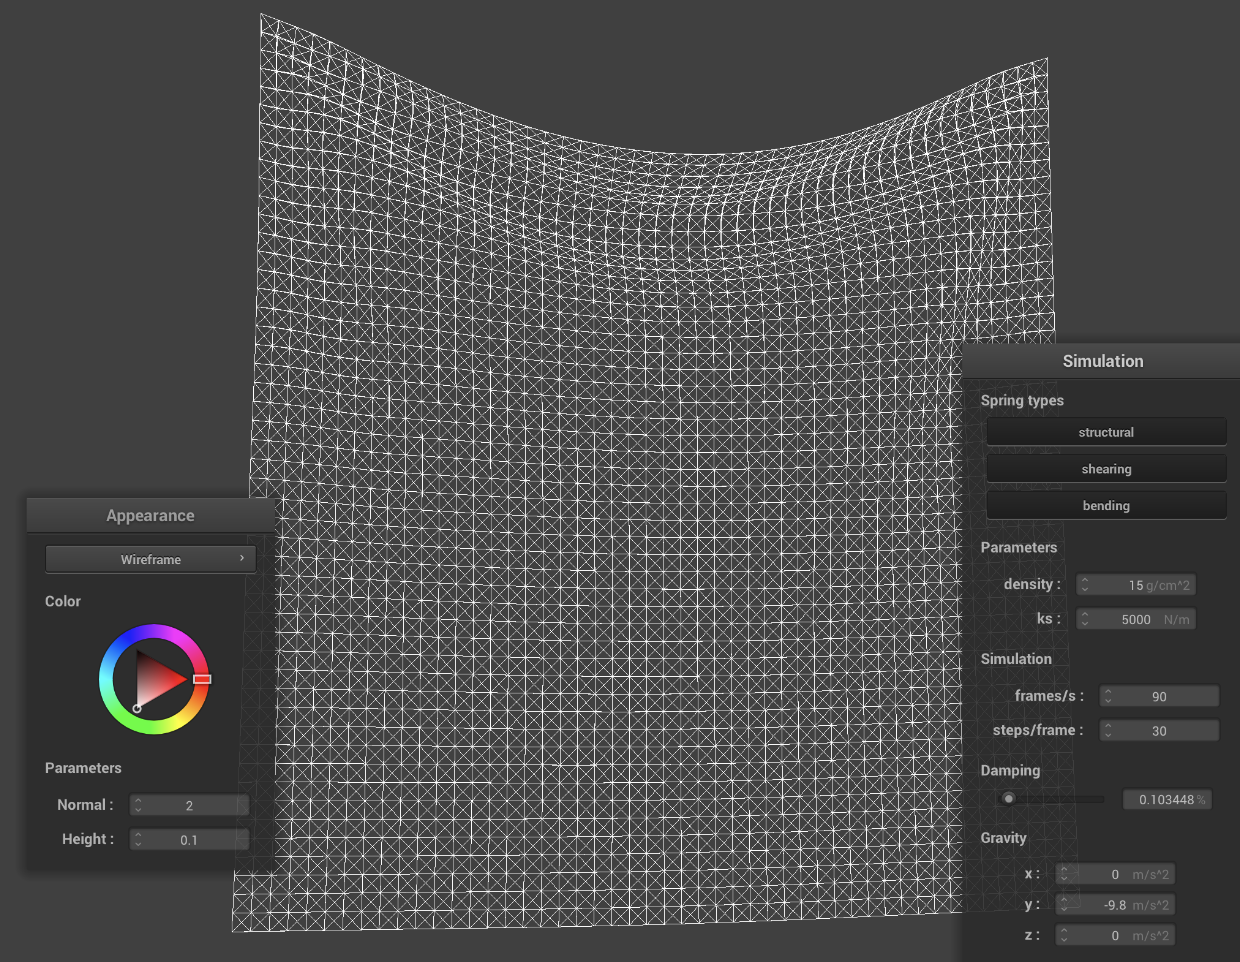 Simulation
Spring types
structural
shearing
bending
Parameters
density : 15 g/cm^2
ks : 5000 N/m
Simulation
frames/s : 90
steps/frame : 30
Damping
0.103448 %
Gravity
x : 0 m/s^2
y : -9.8 m/s^2
z : 0 m/s^2
Appearance
Wireframe ›
Color
Parameters
Normal : 2
Height : 0.1